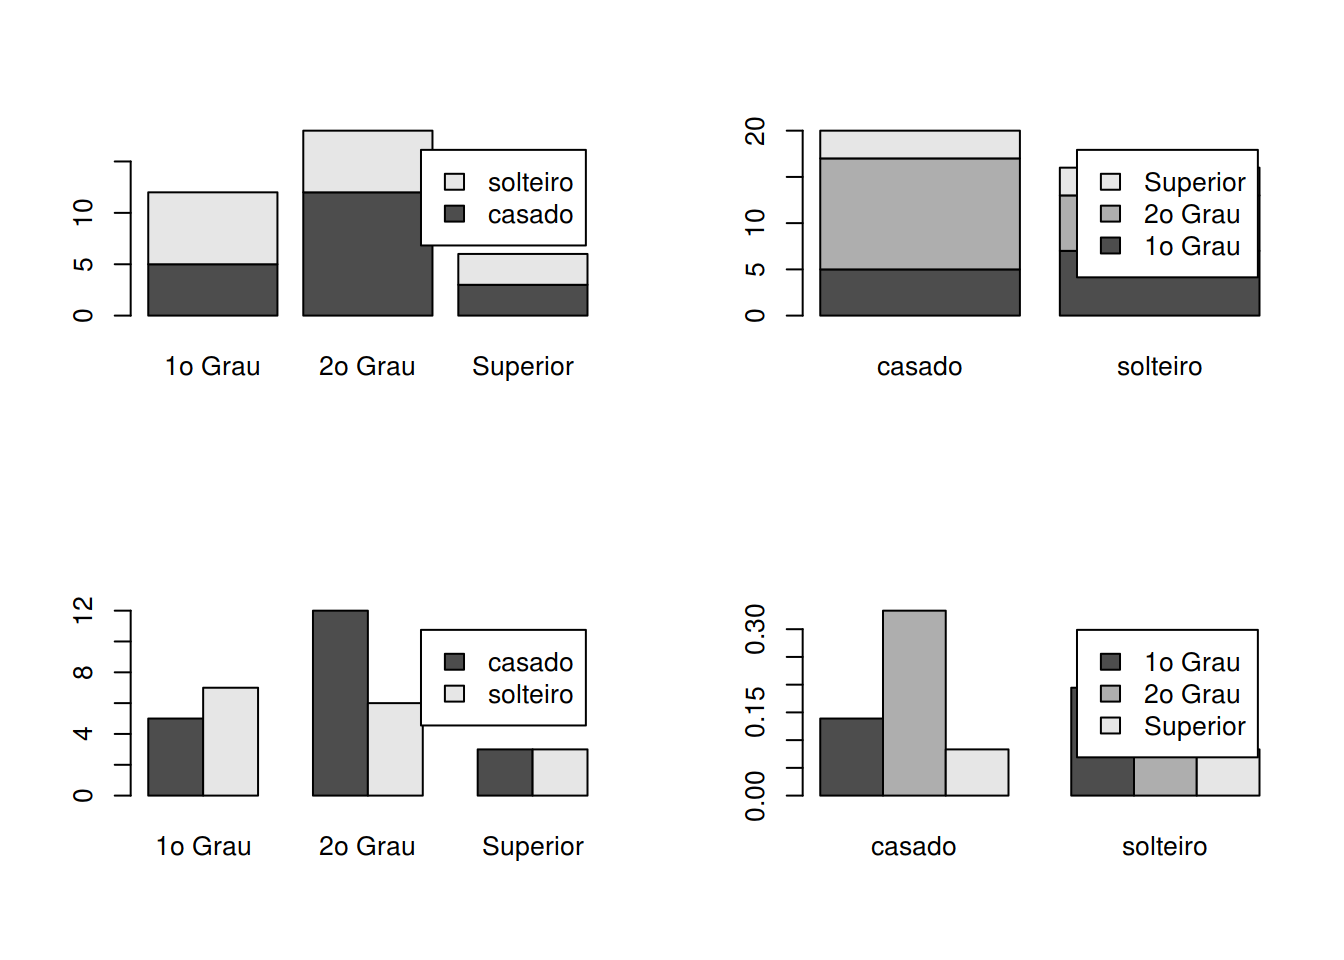 0 5 10
solteiro
casado
1o Grau 2o Grau Superior
0 5 10 20
Superior
2o Grau
1o Grau
casado solteiro
0 4 8 12
casado
solteiro
1o Grau 2o Grau Superior
0.00 0.15 0.30
1o Grau
2o Grau
Superior
casado solteiro